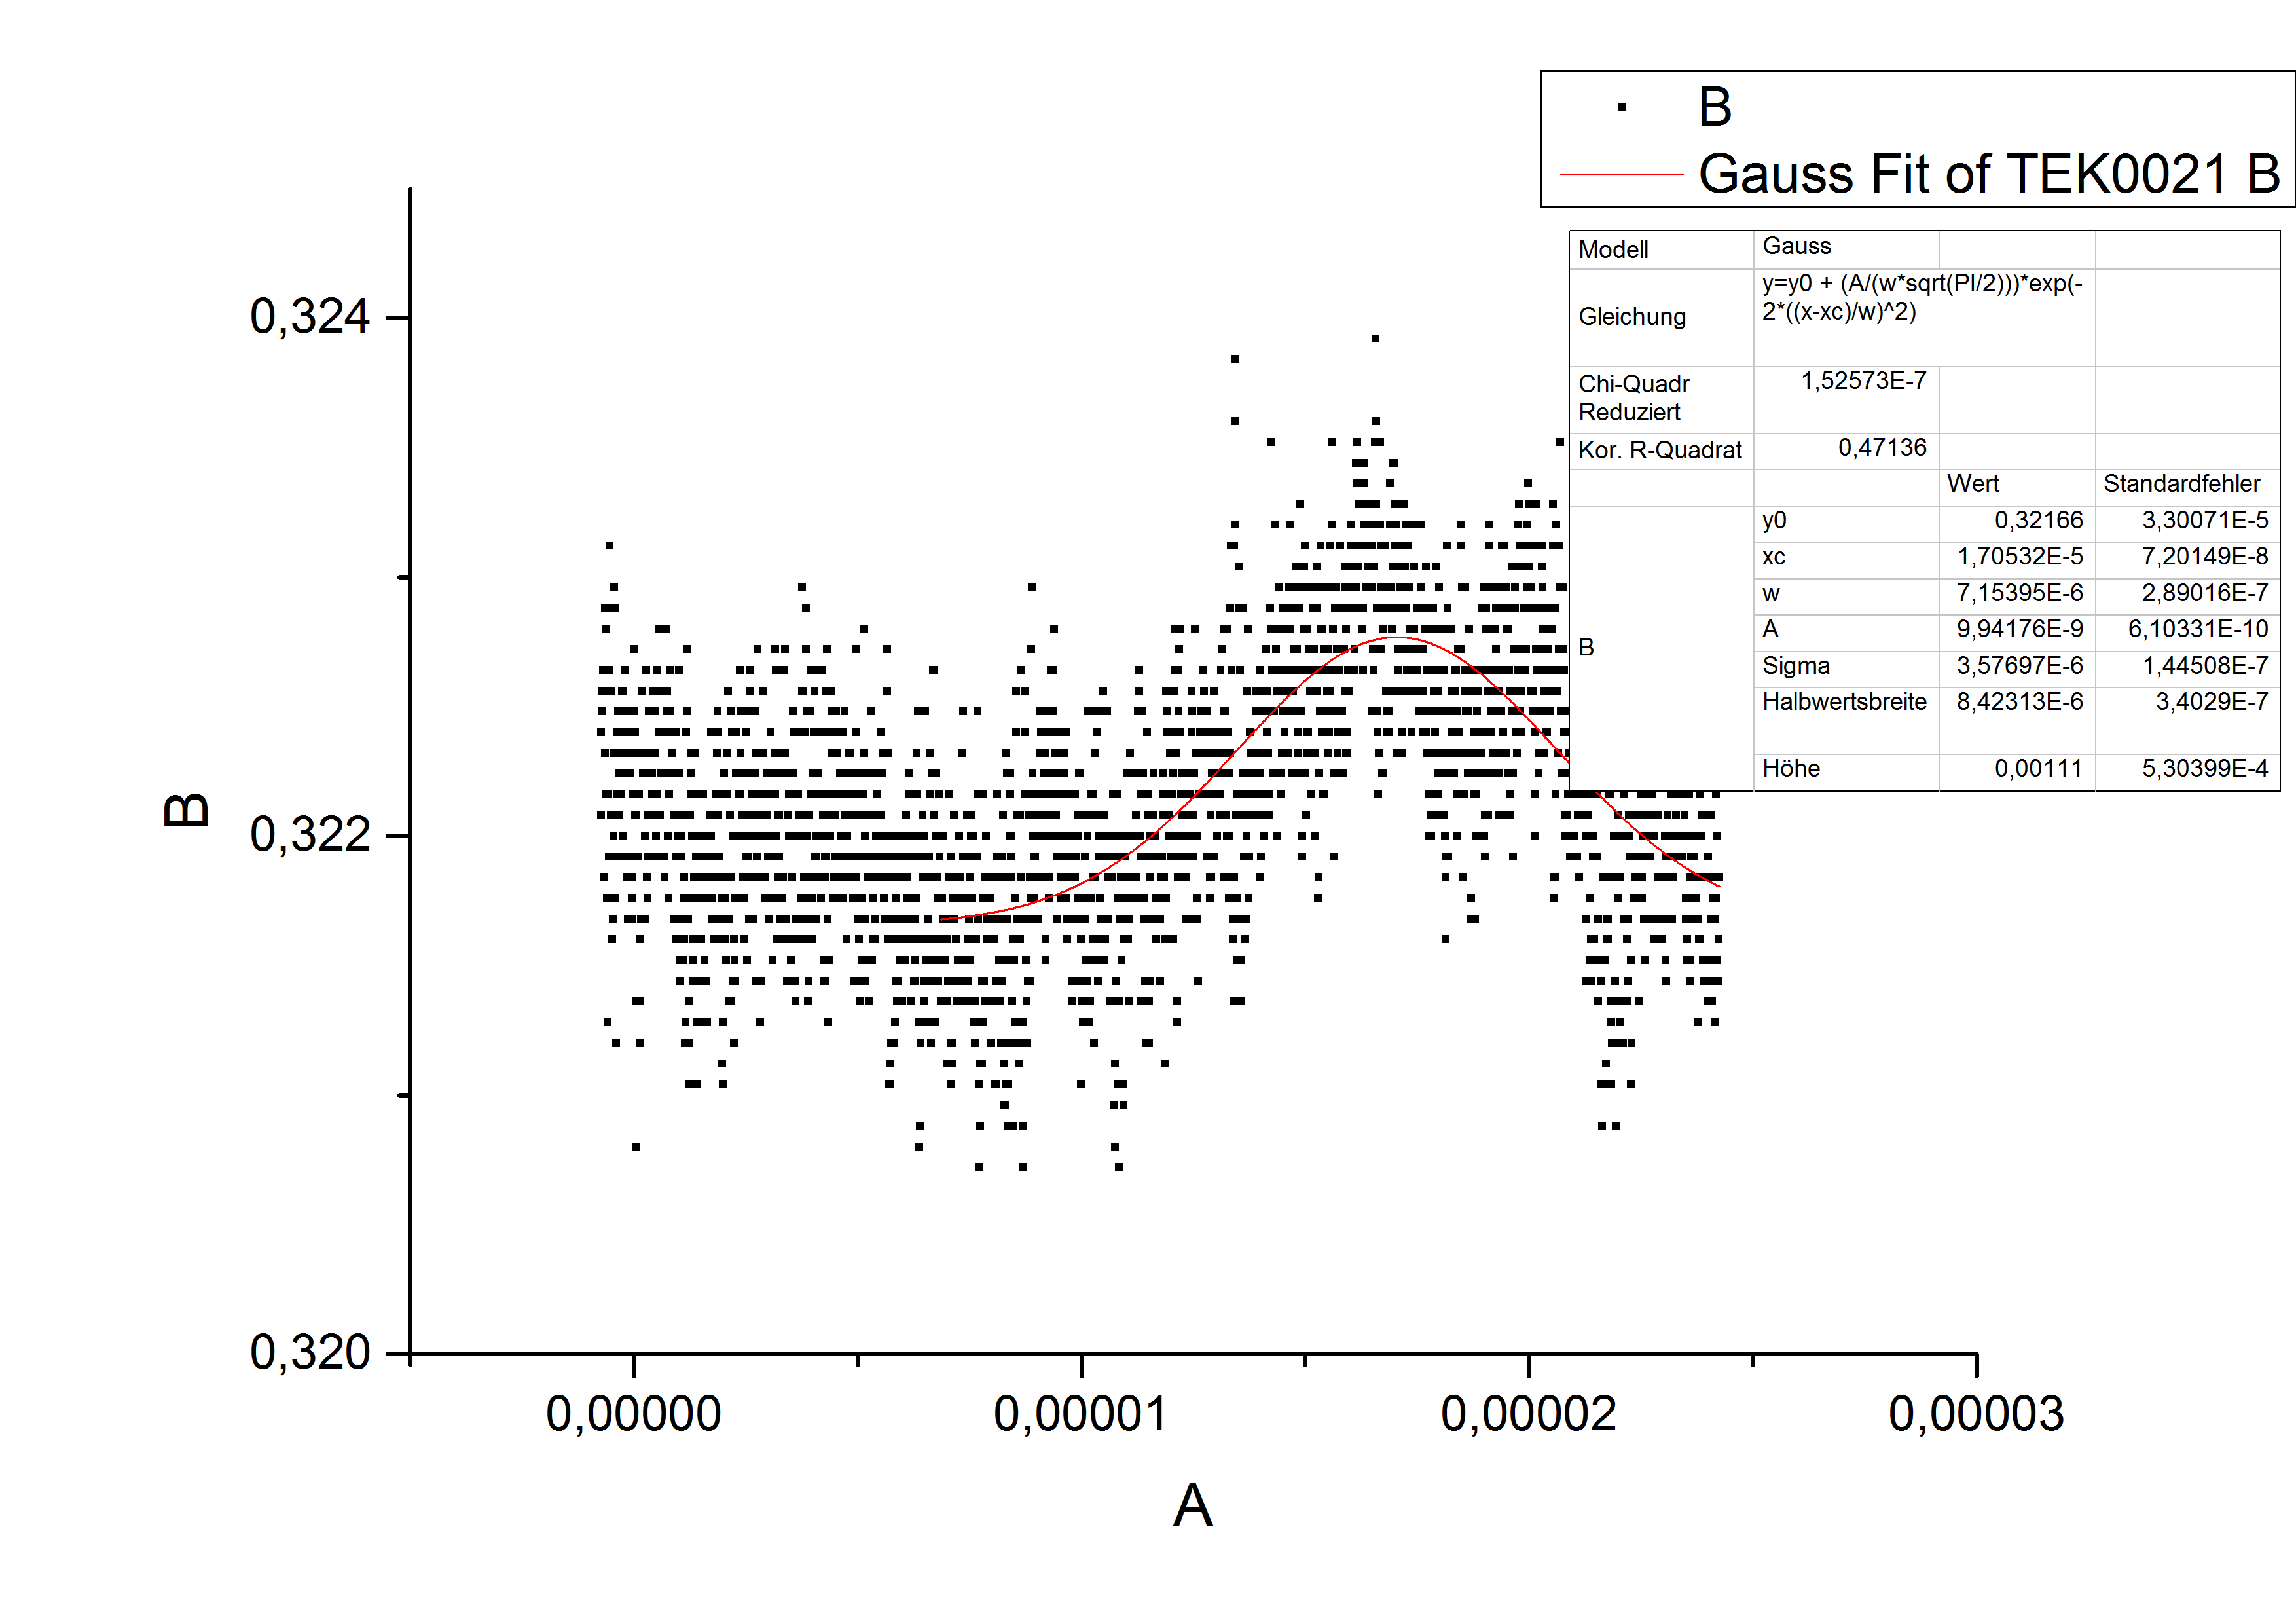 B
Gauss Fit of TEK0021 B
Modell Gauss
Gleichung y=y0 + (A/(w*sqrt(PI/2)))*exp(-
2*((x-xc)/w)^2)
Chi-Quadr
Reduziert 1,52573E-7
Kor. R-Quadrat 0,47136
Wert Standardfehler
B
y0 0,32166 3,30071E-5
xc 1,70532E-5 7,20149E-8
w 7,15395E-6 2,89016E-7
A 9,94176E-9 6,10331E-10
Sigma 3,57697E-6 1,44508E-7
Halbwertsbreite 8,42313E-6 3,4029E-7
Höhe 0,00111 5,30399E-4
0,324
0,322
0,320
B
0,00000 0,00001 0,00002 0,00003
A